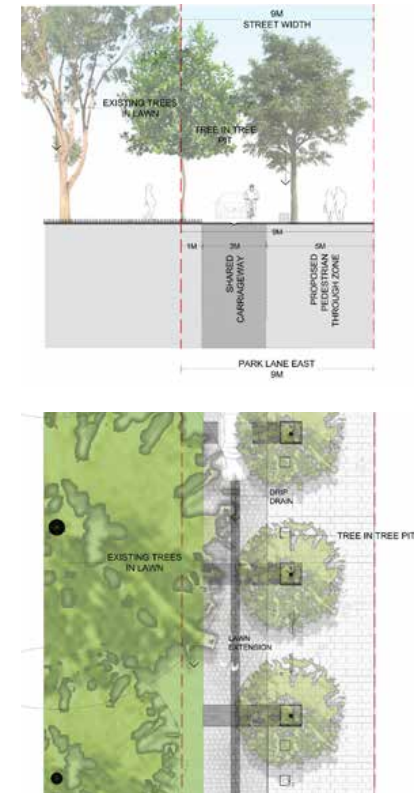 9M
STREET WIDTH
EXISTING TREES
IN LAWN
TREE IN TREE
PIT
9M
1M
3M
5M
SHARED
CARRIAGEWAY
PROPOSED
PEDESTRIAN
THROUGH ZONE
PARK LANE EAST
9M
DRIP
DRAIN
TREE IN TREE PIT
EXISTING TREES
IN LAWN
LAWN
EXTENSION